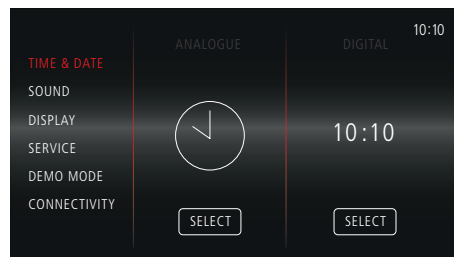 10:10
ANALOGUE
DIGITAL
TIME & DATE
SOUND
DISPLAY
SERVICE
DEMO MODE
CONNECTIVITY
10:10
SELECT
SELECT